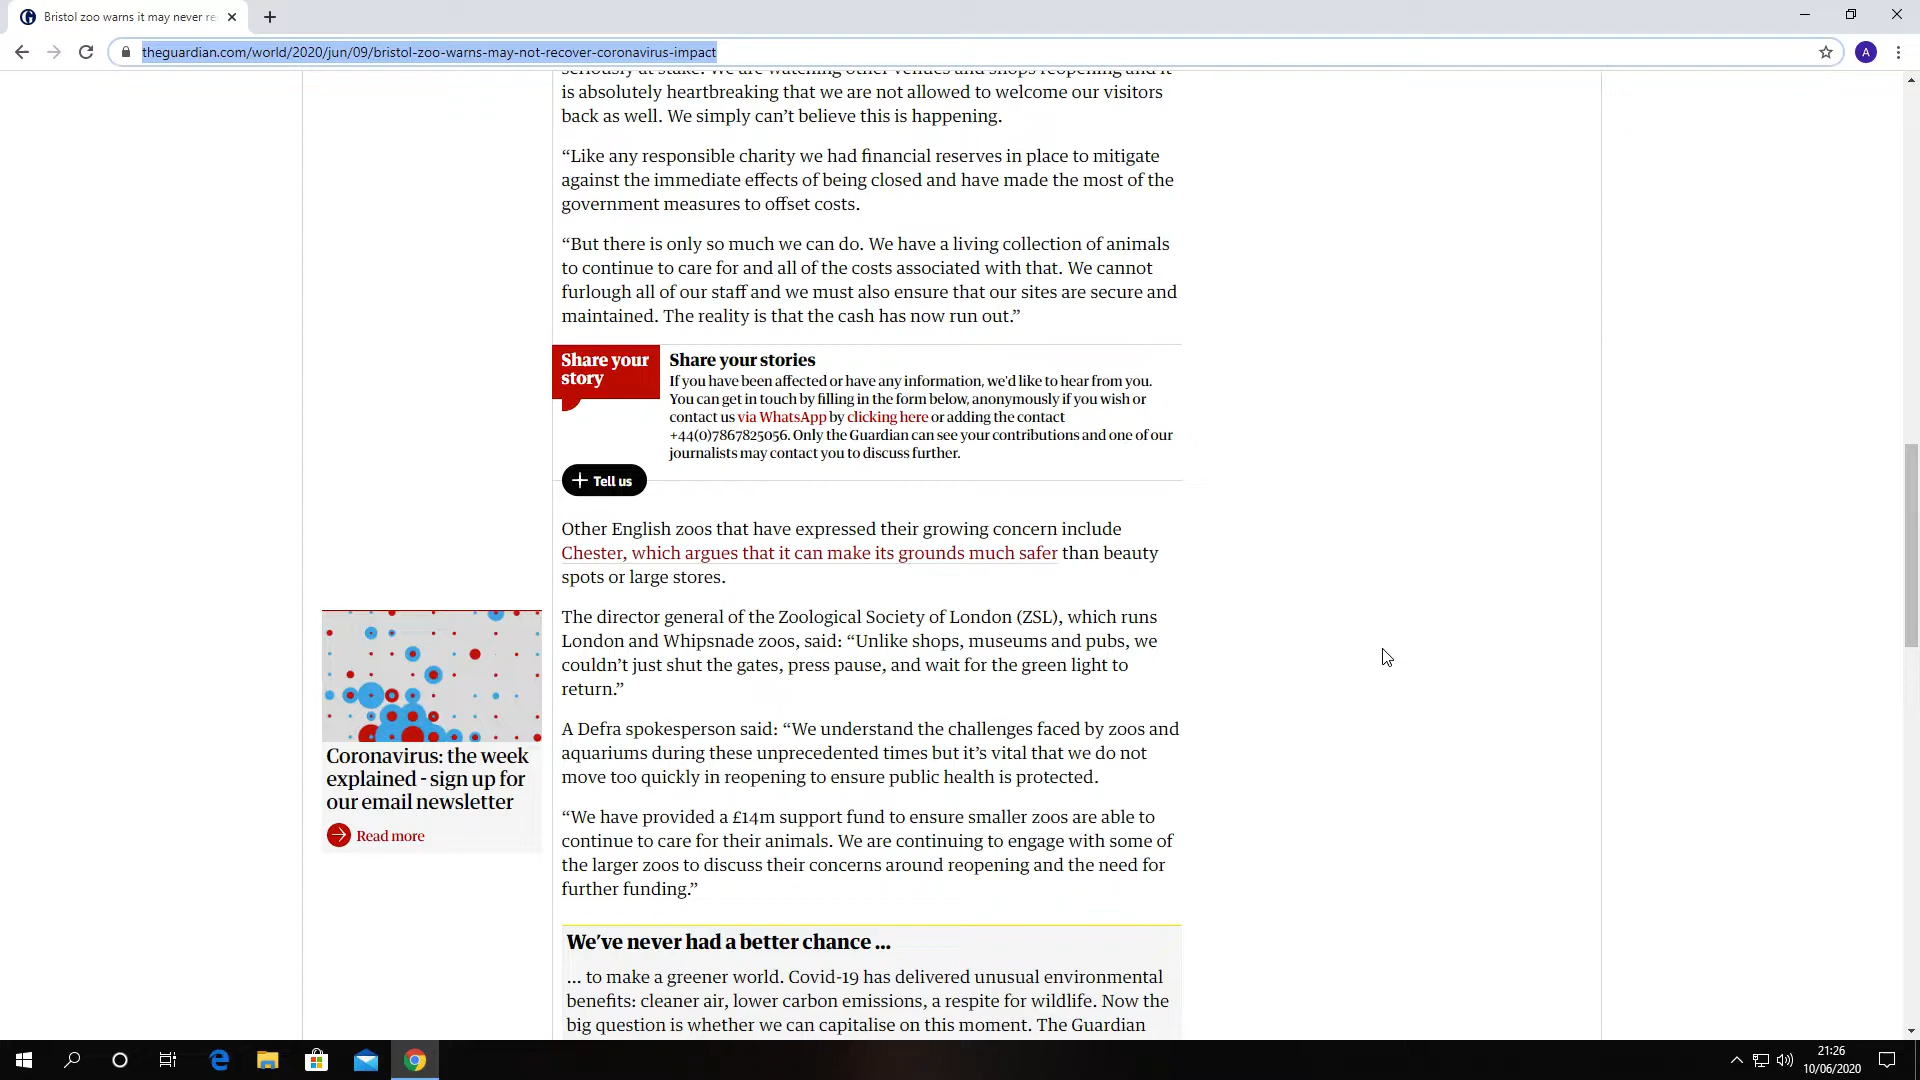 Bristol zoo warns it may never re
theguardian.com/world/2020/jun/09/bristol-zoo-warns-may-not-recover-coronavirus-impact
A
seriously at stake. We are watching other venues and shops reopening and it
is absolutely heartbreaking that we are not allowed to welcome our visitors
back as well. We simply can’t believe this is happening.
“Like any responsible charity we had financial reserves in place to mitigate
against the immediate effects of being closed and have made the most of the
government measures to offset costs.
“But there is only so much we can do. We have a living collection of animals
to continue to care for and all of the costs associated with that. We cannot
furlough all of our staff and we must also ensure that our sites are secure and
maintained. The reality is that the cash has now run out.”
Share your
story
Share your stories
If you have been affected or have any information, we'd like to hear from you.
You can get in touch by filling in the form below, anonymously if you wish or
contact us via WhatsApp by clicking here or adding the contact
+44(0)7867825056. Only the Guardian can see your contributions and one of our
journalists may contact you to discuss further.
Tell us
Other English zoos that have expressed their growing concern include
Chester, which argues that it can make its grounds much safer than beauty
spots or large stores.
The director general of the Zoological Society of London (ZSL), which runs
London and Whipsnade zoos, said: “Unlike shops, museums and pubs, we
couldn’t just shut the gates, press pause, and wait for the green light to
return.”
Coronavirus: the week
explained - sign up for
our email newsletter
Read more
A Defra spokesperson said: “We understand the challenges faced by zoos and
aquariums during these unprecedented times but it’s vital that we do not
move too quickly in reopening to ensure public health is protected.
“We have provided a £14m support fund to ensure smaller zoos are able to
continue to care for their animals. We are continuing to engage with some of
the larger zoos to discuss their concerns around reopening and the need for
further funding.”
We’ve never had a better chance ...
... to make a greener world. Covid-19 has delivered unusual environmental
benefits: cleaner air, lower carbon emissions, a respite for wildlife. Now the
big question is whether we can capitalise on this moment. The Guardian
21:26
10/06/2020